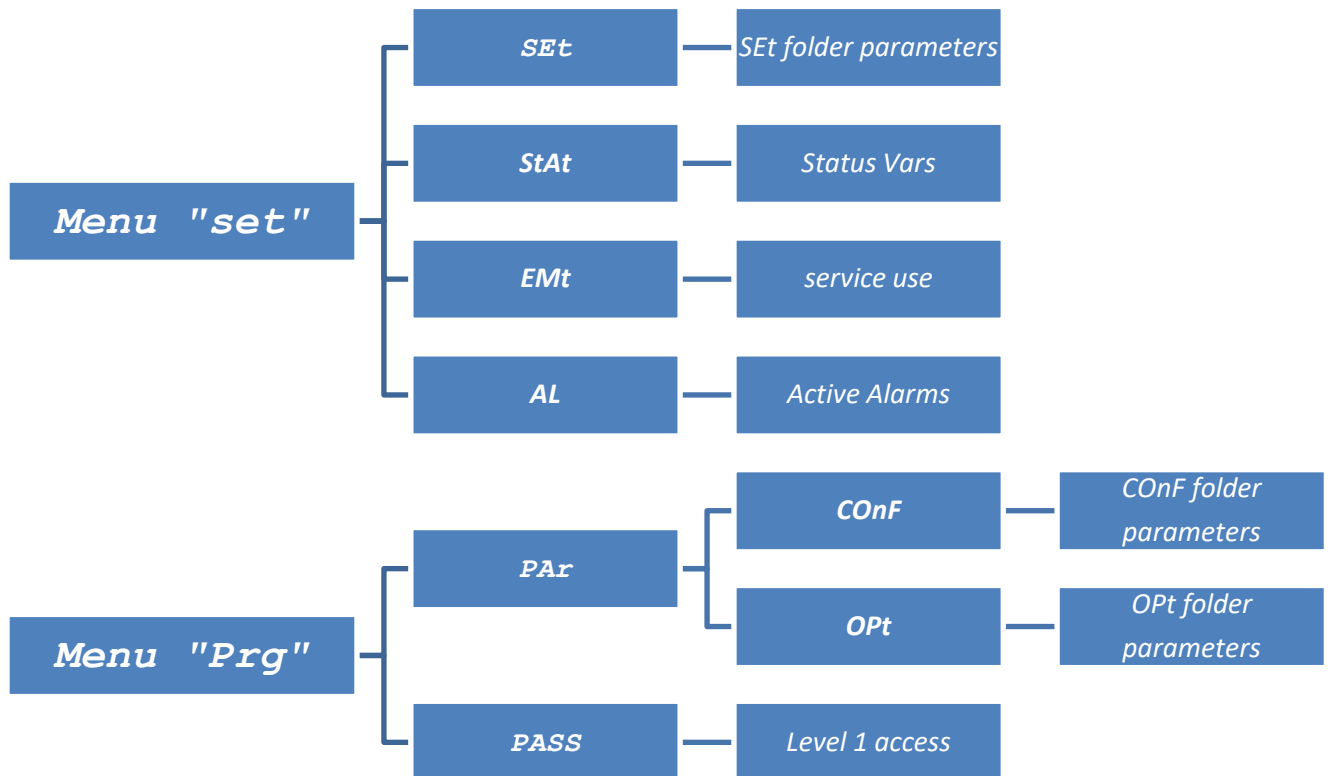 Menu "set"
SEt
SEt folder parameters
StAt
Status Vars
EMt
service use
AL
Active Alarms
Menu "Prg"
PAr
COnF
COnF folder
parameters
OPt
OPt folder
parameters
PASS
Level 1 access